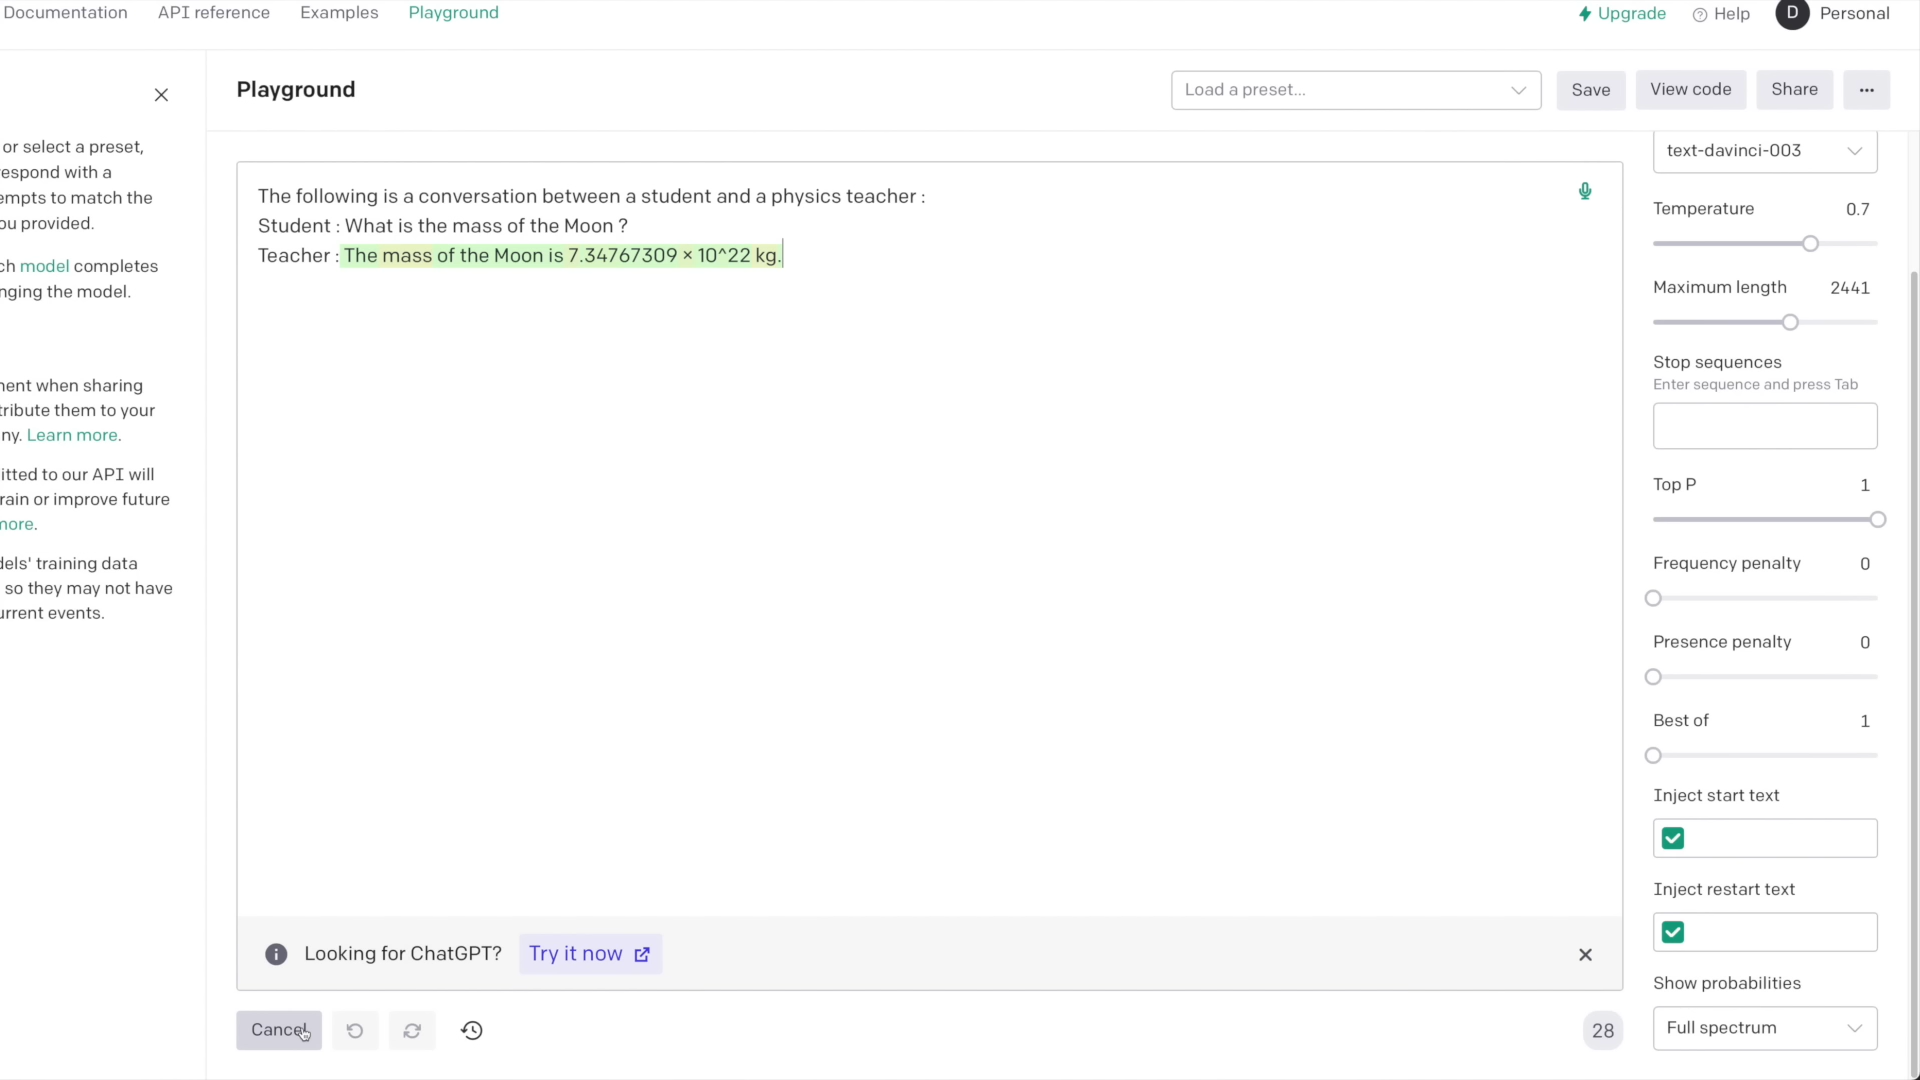 Documentation API reference Examples Playground Upgrade Help D Personal
Playground
Load a preset... Save View code Share ...
or select a preset,
respond with a
empts to match the
ou provided.
ch model completes
nging the model.
ment when sharing
tribute them to your
ny. Learn more.
itted to our API will
rain or improve future
more.
dels' training data
so they may not have
urrent events.
The following is a conversation between a student and a physics teacher :
Student : What is the mass of the Moon ?
Teacher : The mass of the Moon is 7.34767309 × 10^22 kg.
Looking for ChatGPT? Try it now
Cancel
28
text-davinci-003
Temperature 0.7
Maximum length 2441
Stop sequences
Enter sequence and press Tab
Top P 1
Frequency penalty 0
Presence penalty 0
Best of 1
Inject start text
Inject restart text
Show probabilities
Full spectrum